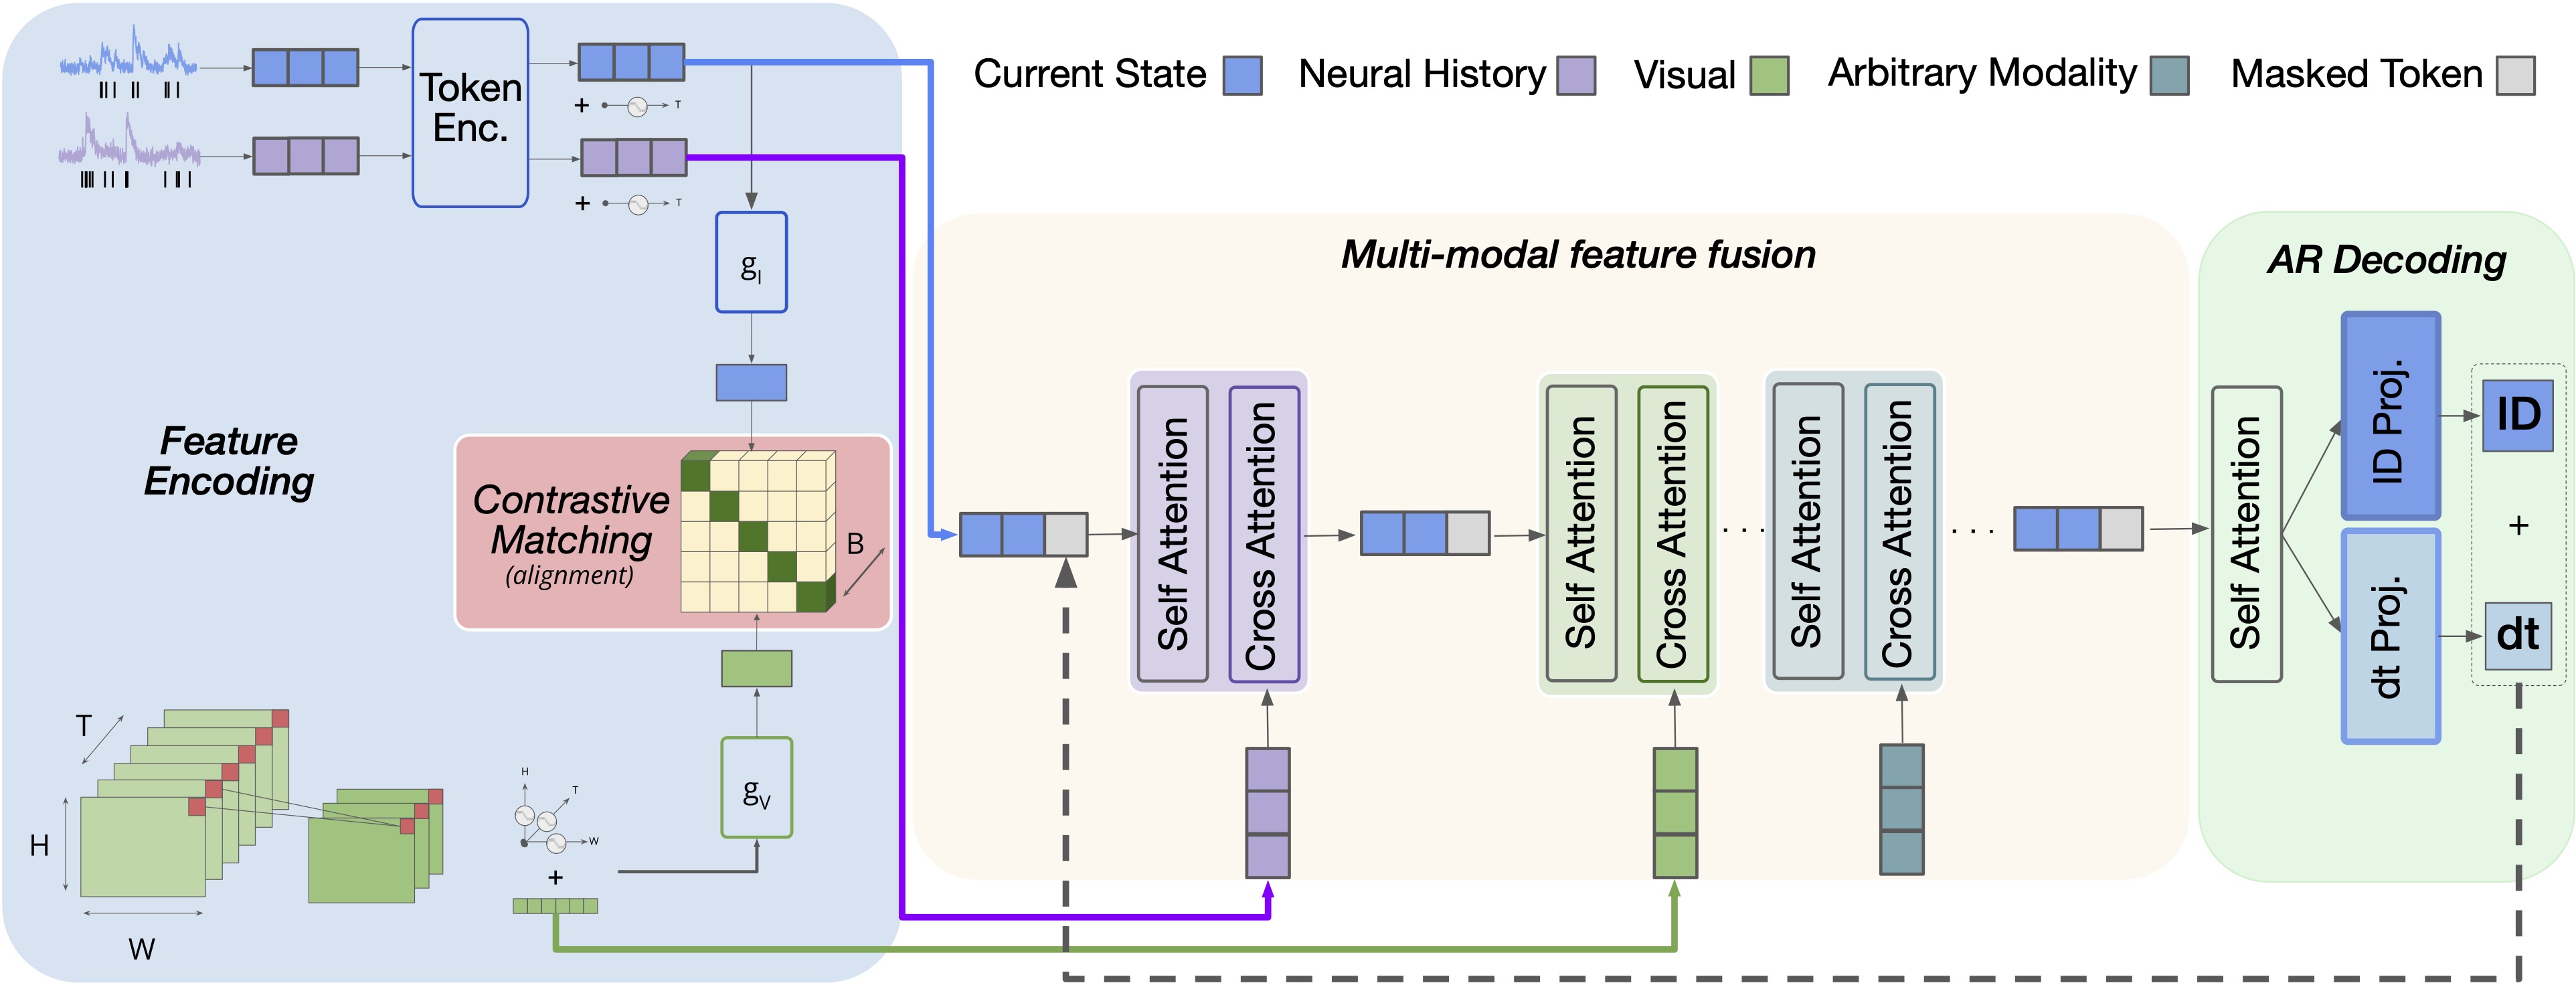 Current State
Neural History
Visual
Arbitrary Modality
Masked Token
Token
Enc.
+
T
+
T
g_I
Feature
Encoding
Contrastive
Matching
(alignment)
B
T
H
W
H
T
W
+
g_V
Multi-modal feature fusion
Self Attention
Cross Attention
Self Attention
Cross Attention
. . .
Self Attention
Cross Attention
. . .
AR Decoding
Self Attention
ID Proj.
dt Proj.
ID
+
dt